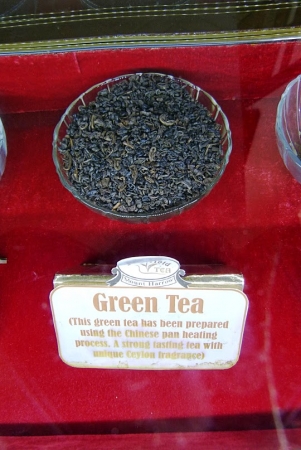 Tea
Green Tea
(This green tea has been prepared
using the Chinese pan heating
process. A strong tasting tea with
unique Ceylon fragrance)